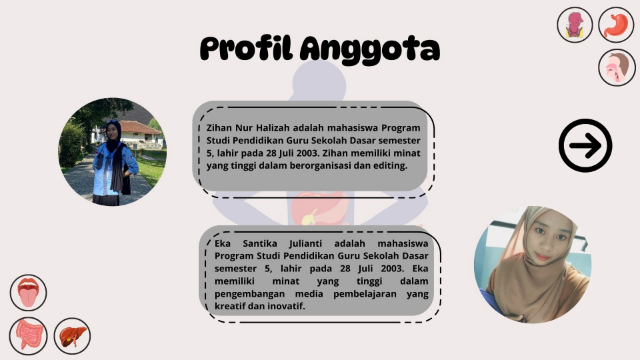 Profil Anggota
Zihan Nur Halizah adalah mahasiswa Program
Studi Pendidikan Guru Sekolah Dasar semester
5, lahir pada 28 Juli 2003. Zihan memiliki minat
yang tinggi dalam berorganisasi dan editing.
Eka Santika Julianti adalah mahasiswa
Program Studi Pendidikan Guru Sekolah Dasar
semester 5, lahir pada 28 Juli 2003. Eka
memiliki minat yang tinggi dalam
pengembangan media pembelajaran yang
kreatif dan inovatif.